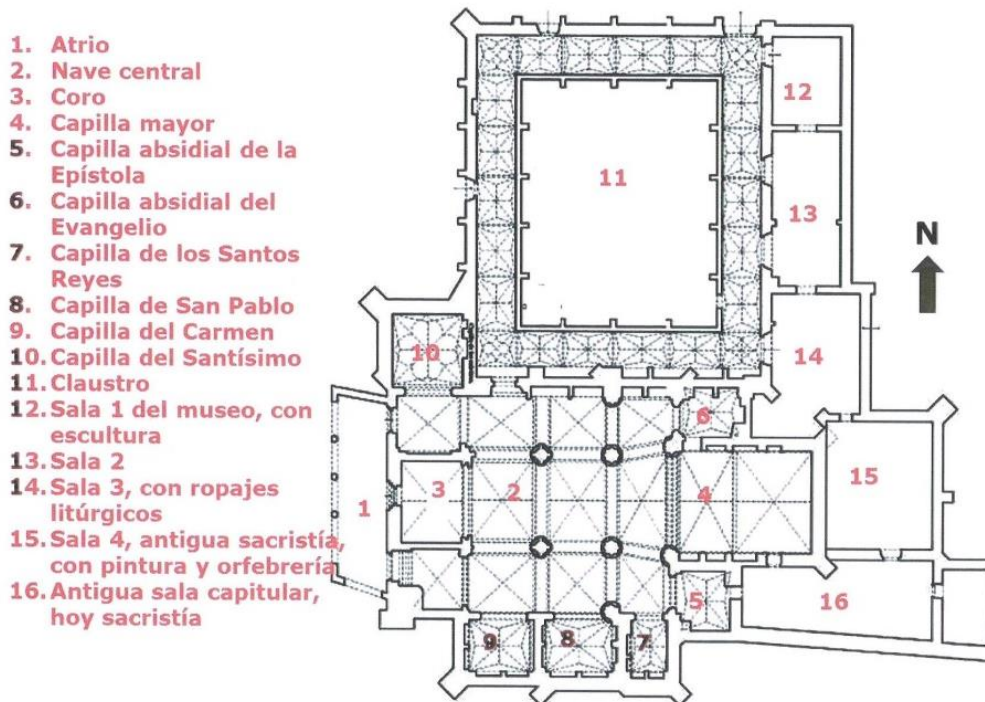 1. Atrio
2. Nave central
3. Coro
4. Capilla mayor
5. Capilla absidial de la
Epístola
6. Capilla absidial del
Evangelio
7. Capilla de los Santos
Reyes
8. Capilla de San Pablo
9. Capilla del Carmen
10. Capilla del Santísimo
11. Claustro
12. Sala 1 del museo, con
escultura
13. Sala 2
14. Sala 3, con ropajes
litúrgicos
15. Sala 4, antigua sacristía,
con pintura y orfebrería
16. Antigua sala capitular,
hoy sacristía
12
11
13
N
10
14
6
1
3
2
4
15
5
16
9
8
7